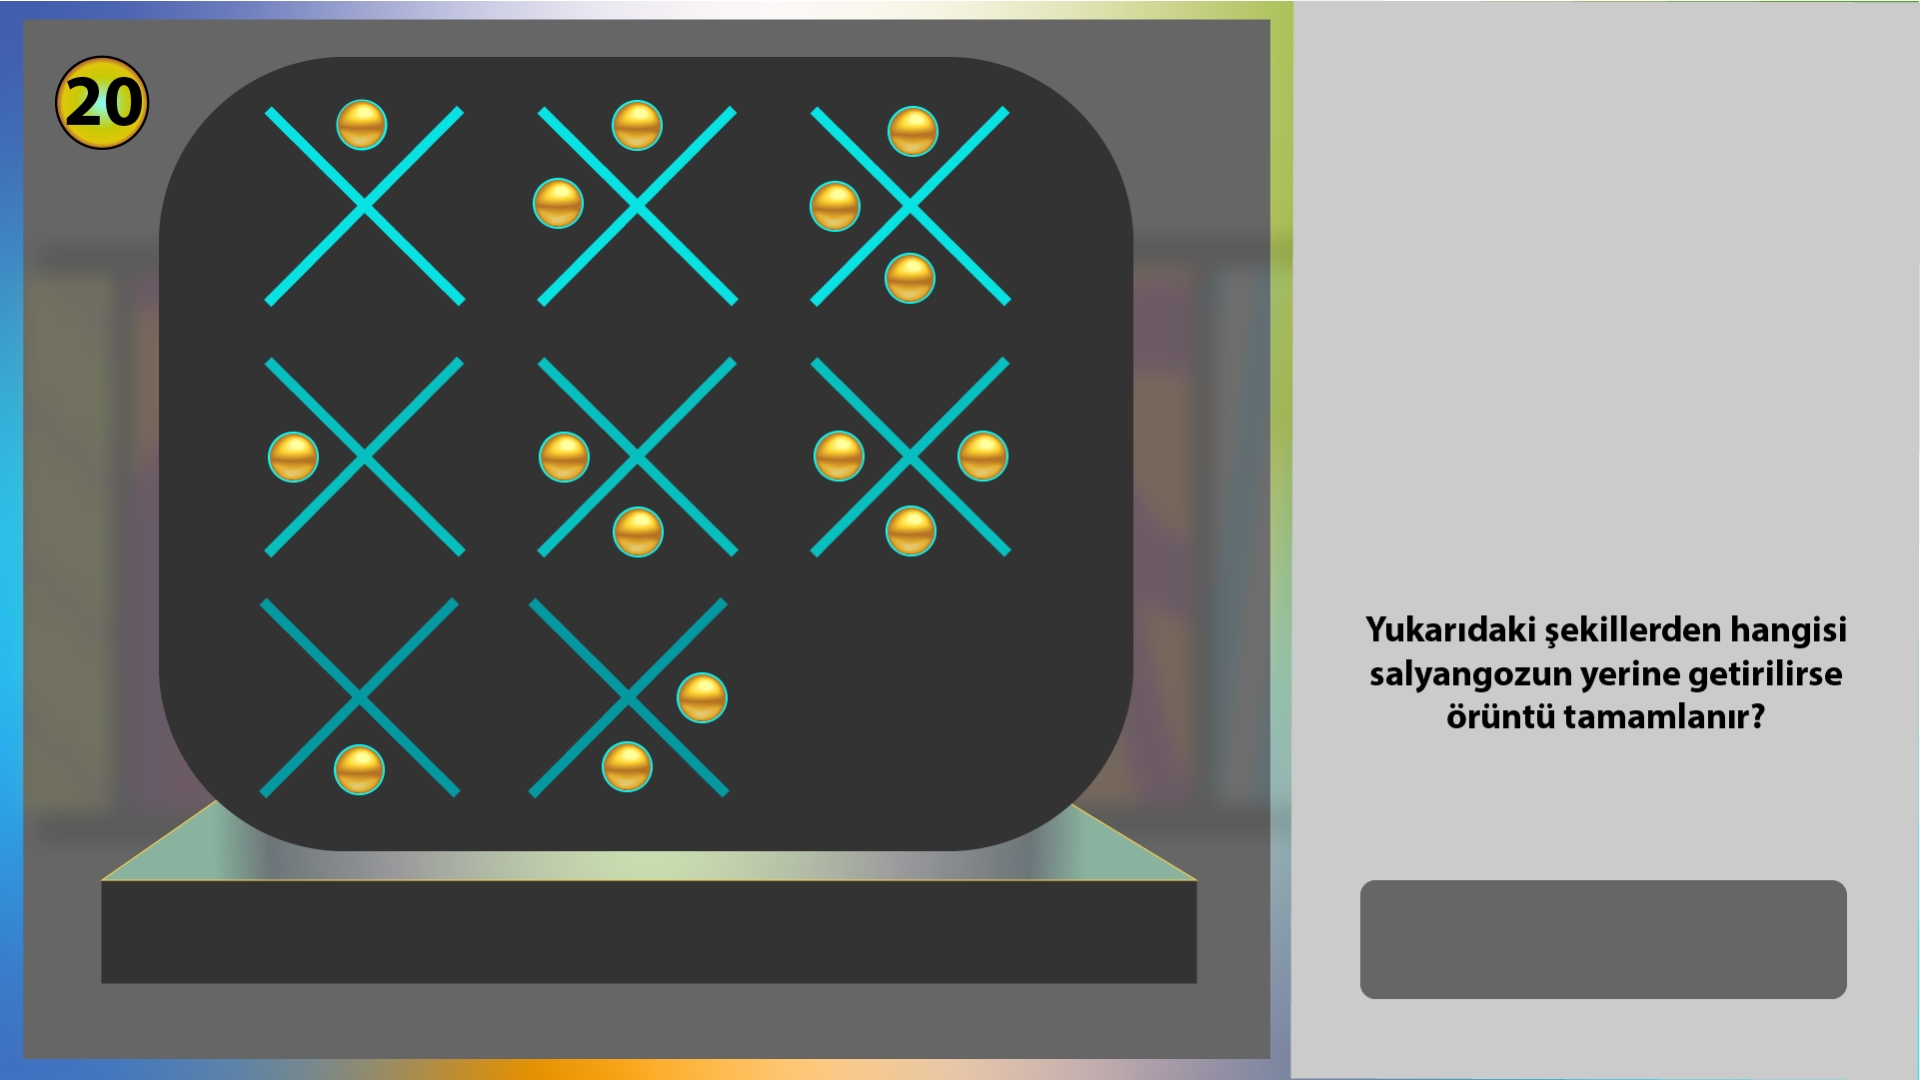 20
Yukarıdaki şekillerden hangisi
salyangozun yerine getirilirse
örüntü tamamlanır?